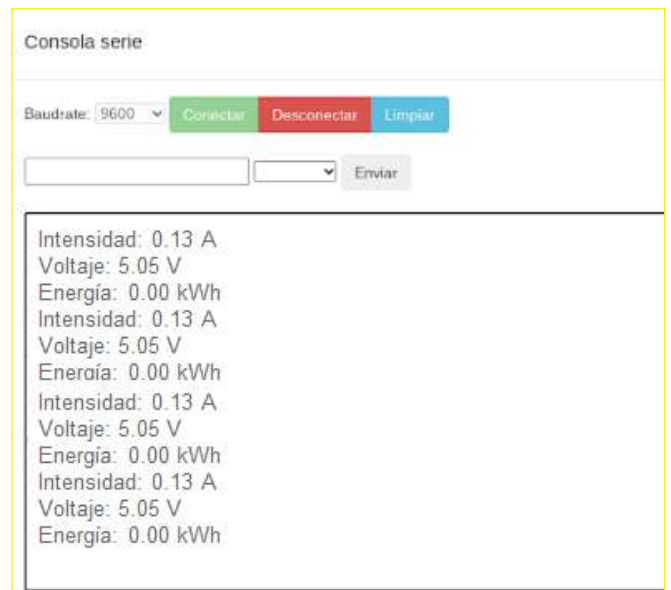 Consola serie
Baudrate: 9600 Conectar Desconectar Limpiar
Enviar
Intensidad: 0.13 A
Voltaje: 5.05 V
Energía: 0.00 kWh
Intensidad: 0.13 A
Voltaje: 5.05 V
Energía: 0.00 kWh
Intensidad: 0.13 A
Voltaje: 5.05 V
Energía: 0.00 kWh
Intensidad: 0.13 A
Voltaje: 5.05 V
Energía: 0.00 kWh